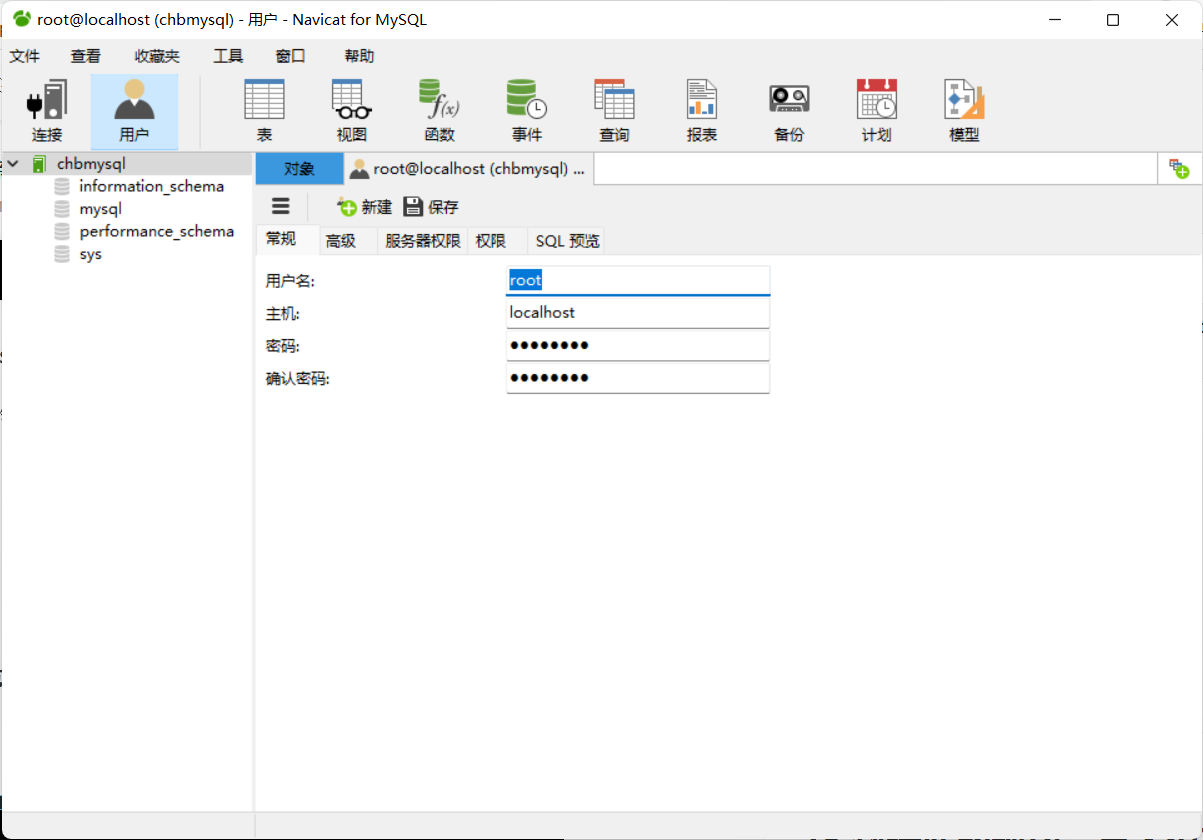 root@localhost (chbmysql) - 用户 - Navicat for MySQL
文件 查看 收藏夹 工具 窗口 帮助
连接 用户 表 视图 函数 事件 查询 报表 备份 计划 模型
chbmysql
information_schema
mysql
performance_schema
sys
对象 root@localhost (chbmysql) ...
新建 保存
常规 高级 服务器权限 权限 SQL 预览
用户名: root
主机: localhost
密码: ●●●●●●●●
确认密码: ●●●●●●●●